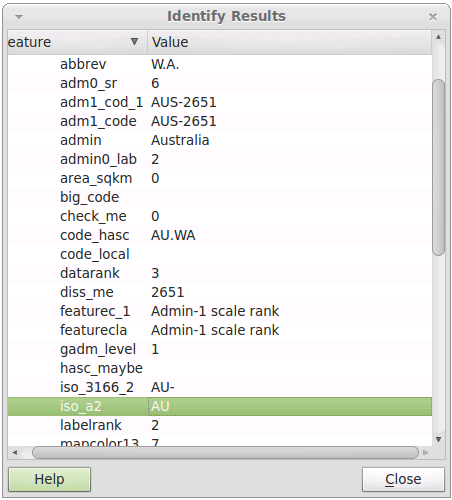 Identify Results
eature Value
abbrev W.A.
adm0_sr 6
adm1_cod_1 AUS-2651
adm1_code AUS-2651
admin Australia
admin0_lab 2
area_sqkm 0
big_code
check_me 0
code_hasc AU.WA
code_local
datarank 3
diss_me 2651
featurec_1 Admin-1 scale rank
featurecla Admin-1 scale rank
gadm_level 1
hasc_maybe
iso_3166_2 AU-
iso_a2 AU
labelrank 2
mapcolor13 7
Help Close